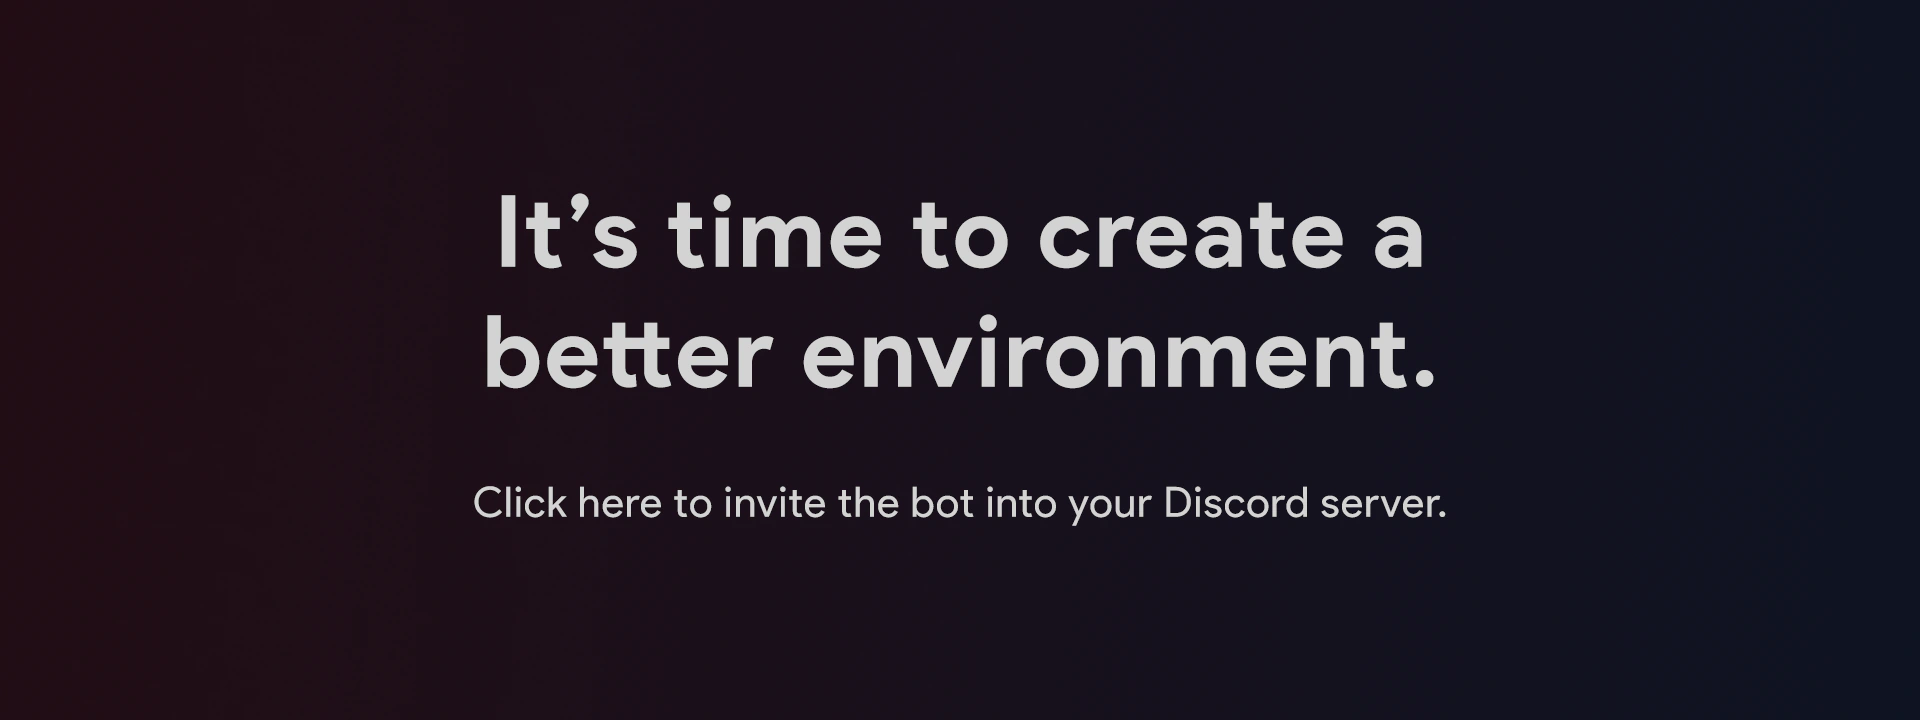 It’s time to create a
better environment.
Click here to invite the bot into your Discord server.